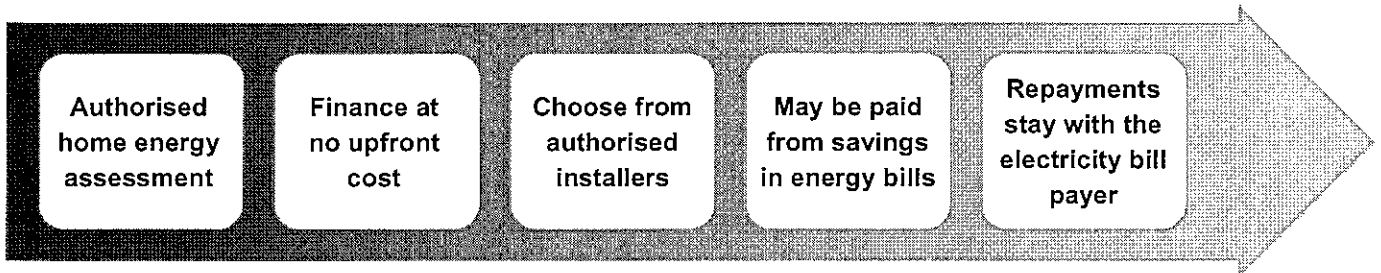 Authorised
home energy
assessment
Finance at
no upfront
cost
Choose from
authorised
installers
May be paid
from savings
in energy bills
Repayments
stay with the
electricity bill
payer